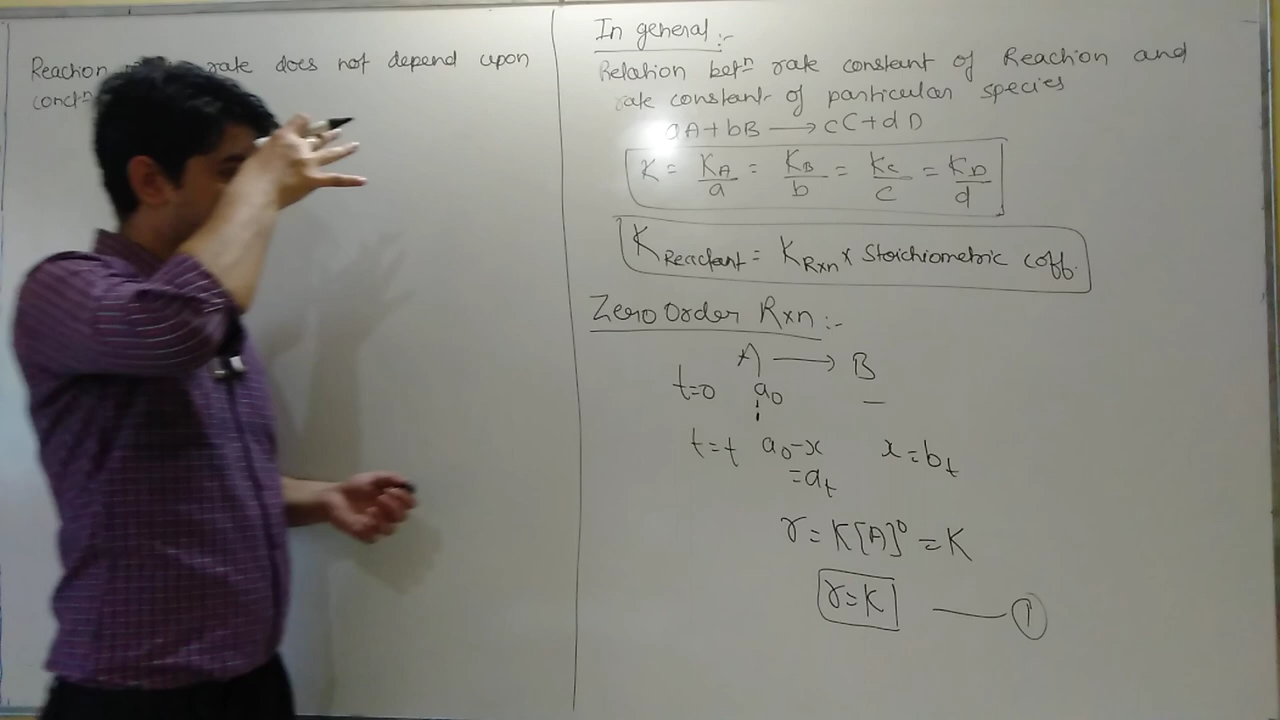 Reaction rate does not depend upon
conctn
In general :-
Relation betn rate constant of Reaction and
rate constant of particular species
aA + bB ⟶ cC + dD
K = K_A/a = K_B/b = K_C/c = K_D/d
K_Reactant = K_Rxn × Stoichiometric coff.
Zero Order Rxn :-
A ⟶ B
t=0 a₀ —
t=t a₀-x x = b_t
= a_t
r = K[A]⁰ = K
r=K —— ①